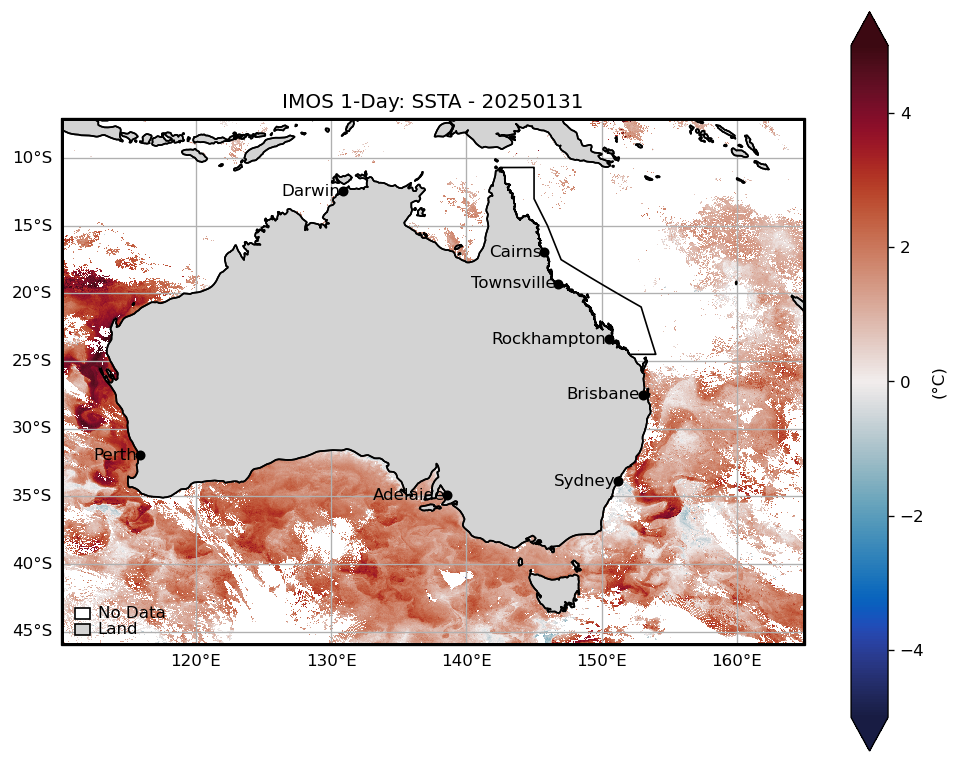 IMOS 1-Day: SSTA - 20250131
10°S
15°S
20°S
25°S
30°S
35°S
40°S
45°S
Darwin
Cairns
Townsville
Rockhampton
Brisbane
Perth
Sydney
Adelaide
No Data
Land
120°E
130°E
140°E
150°E
160°E
4
2
0
−2
−4
(°C)